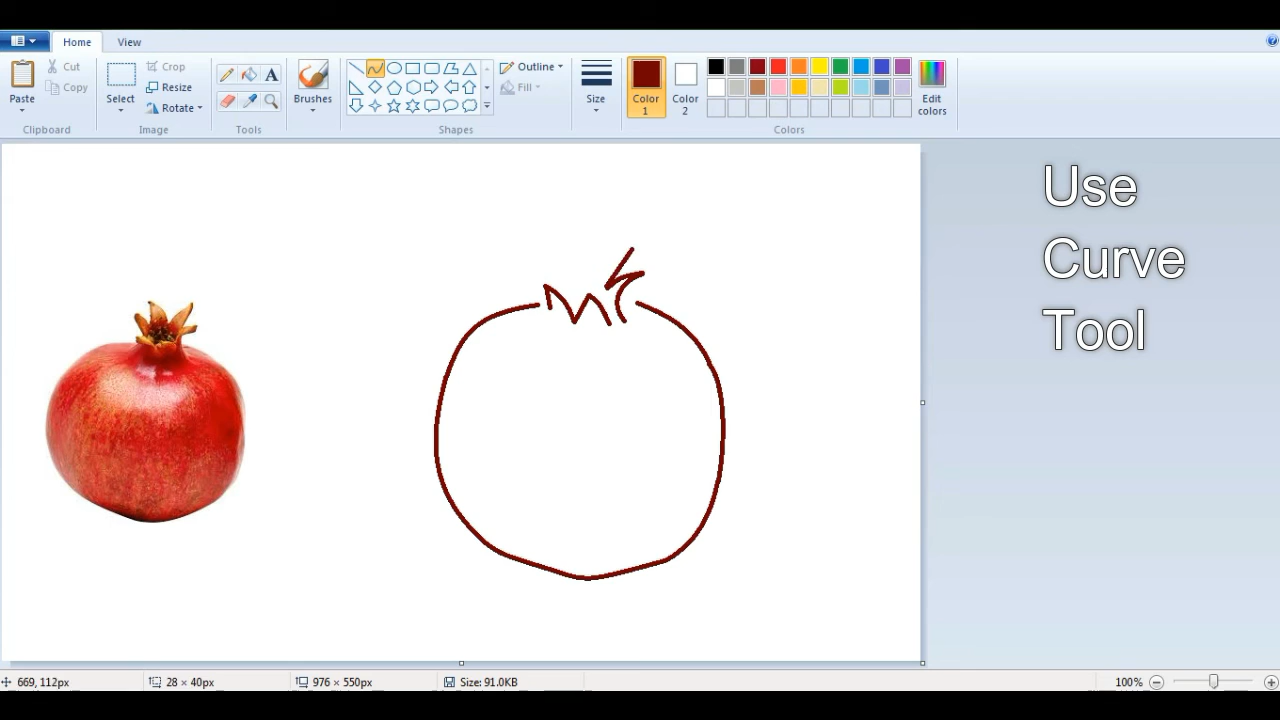 Home
View
Paste
Cut
Copy
Clipboard
Select
Crop
Resize
Rotate
Image
A
Tools
Brushes
Outline
Fill
Shapes
Size
Color
1
Color
2
Edit
colors
Colors
Use
Curve
Tool
669, 112px
28 × 40px
976 × 550px
Size: 91.0KB
100%